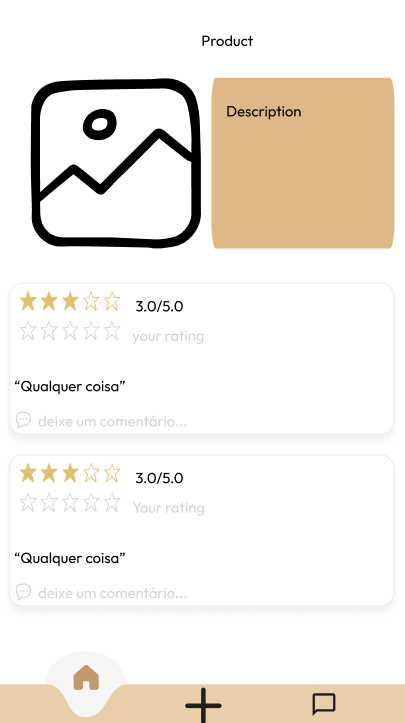 Product
Description
3.0/5.0
your rating
“Qualquer coisa”
deixe um comentário...
3.0/5.0
Your rating
“Qualquer coisa”
deixe um comentário...